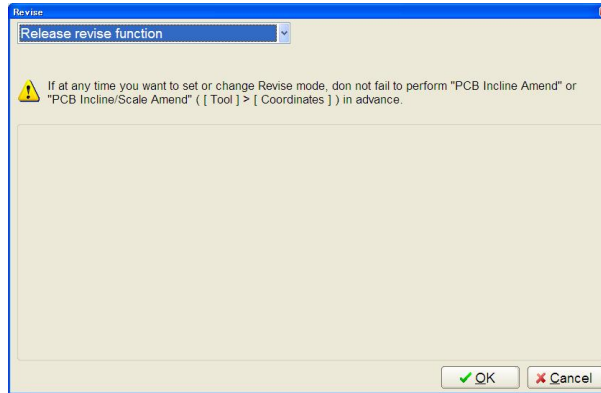 Revise
Release revise function
If at any time you want to set or change Revise mode, don not fail to perform "PCB Incline Amend" or
"PCB Incline/Scale Amend" ( [ Tool ] > [ Coordinates ] ) in advance.
OK
Cancel